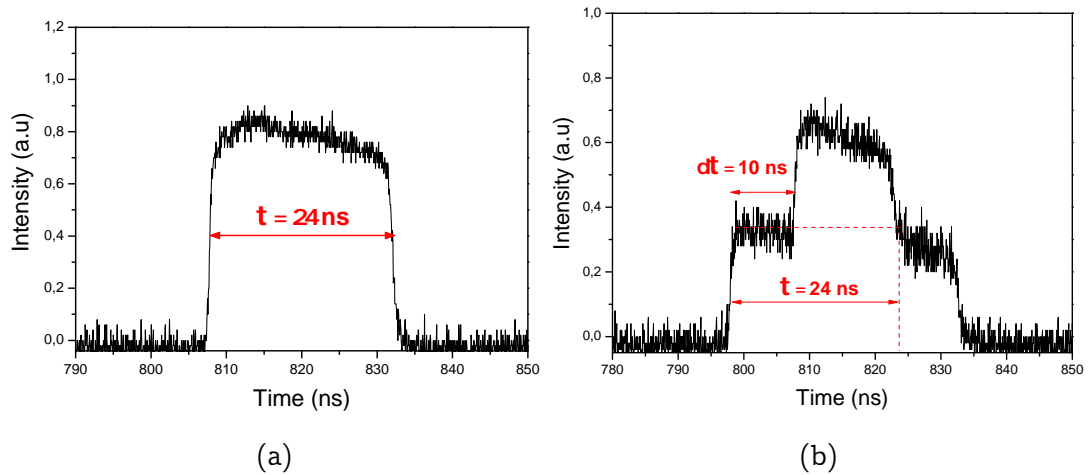 1,2
1,0
0,8
0,6
0,4
0,2
0,0
Intensity (a.u)
t = 24 ns
790 800 810 820 830 840 850
Time (ns)
(a)
1,0
0,8
0,6
0,4
0,2
0,0
Intensity (a.u)
dt = 10 ns
t = 24 ns
780 790 800 810 820 830 840 850
Time (ns)
(b)